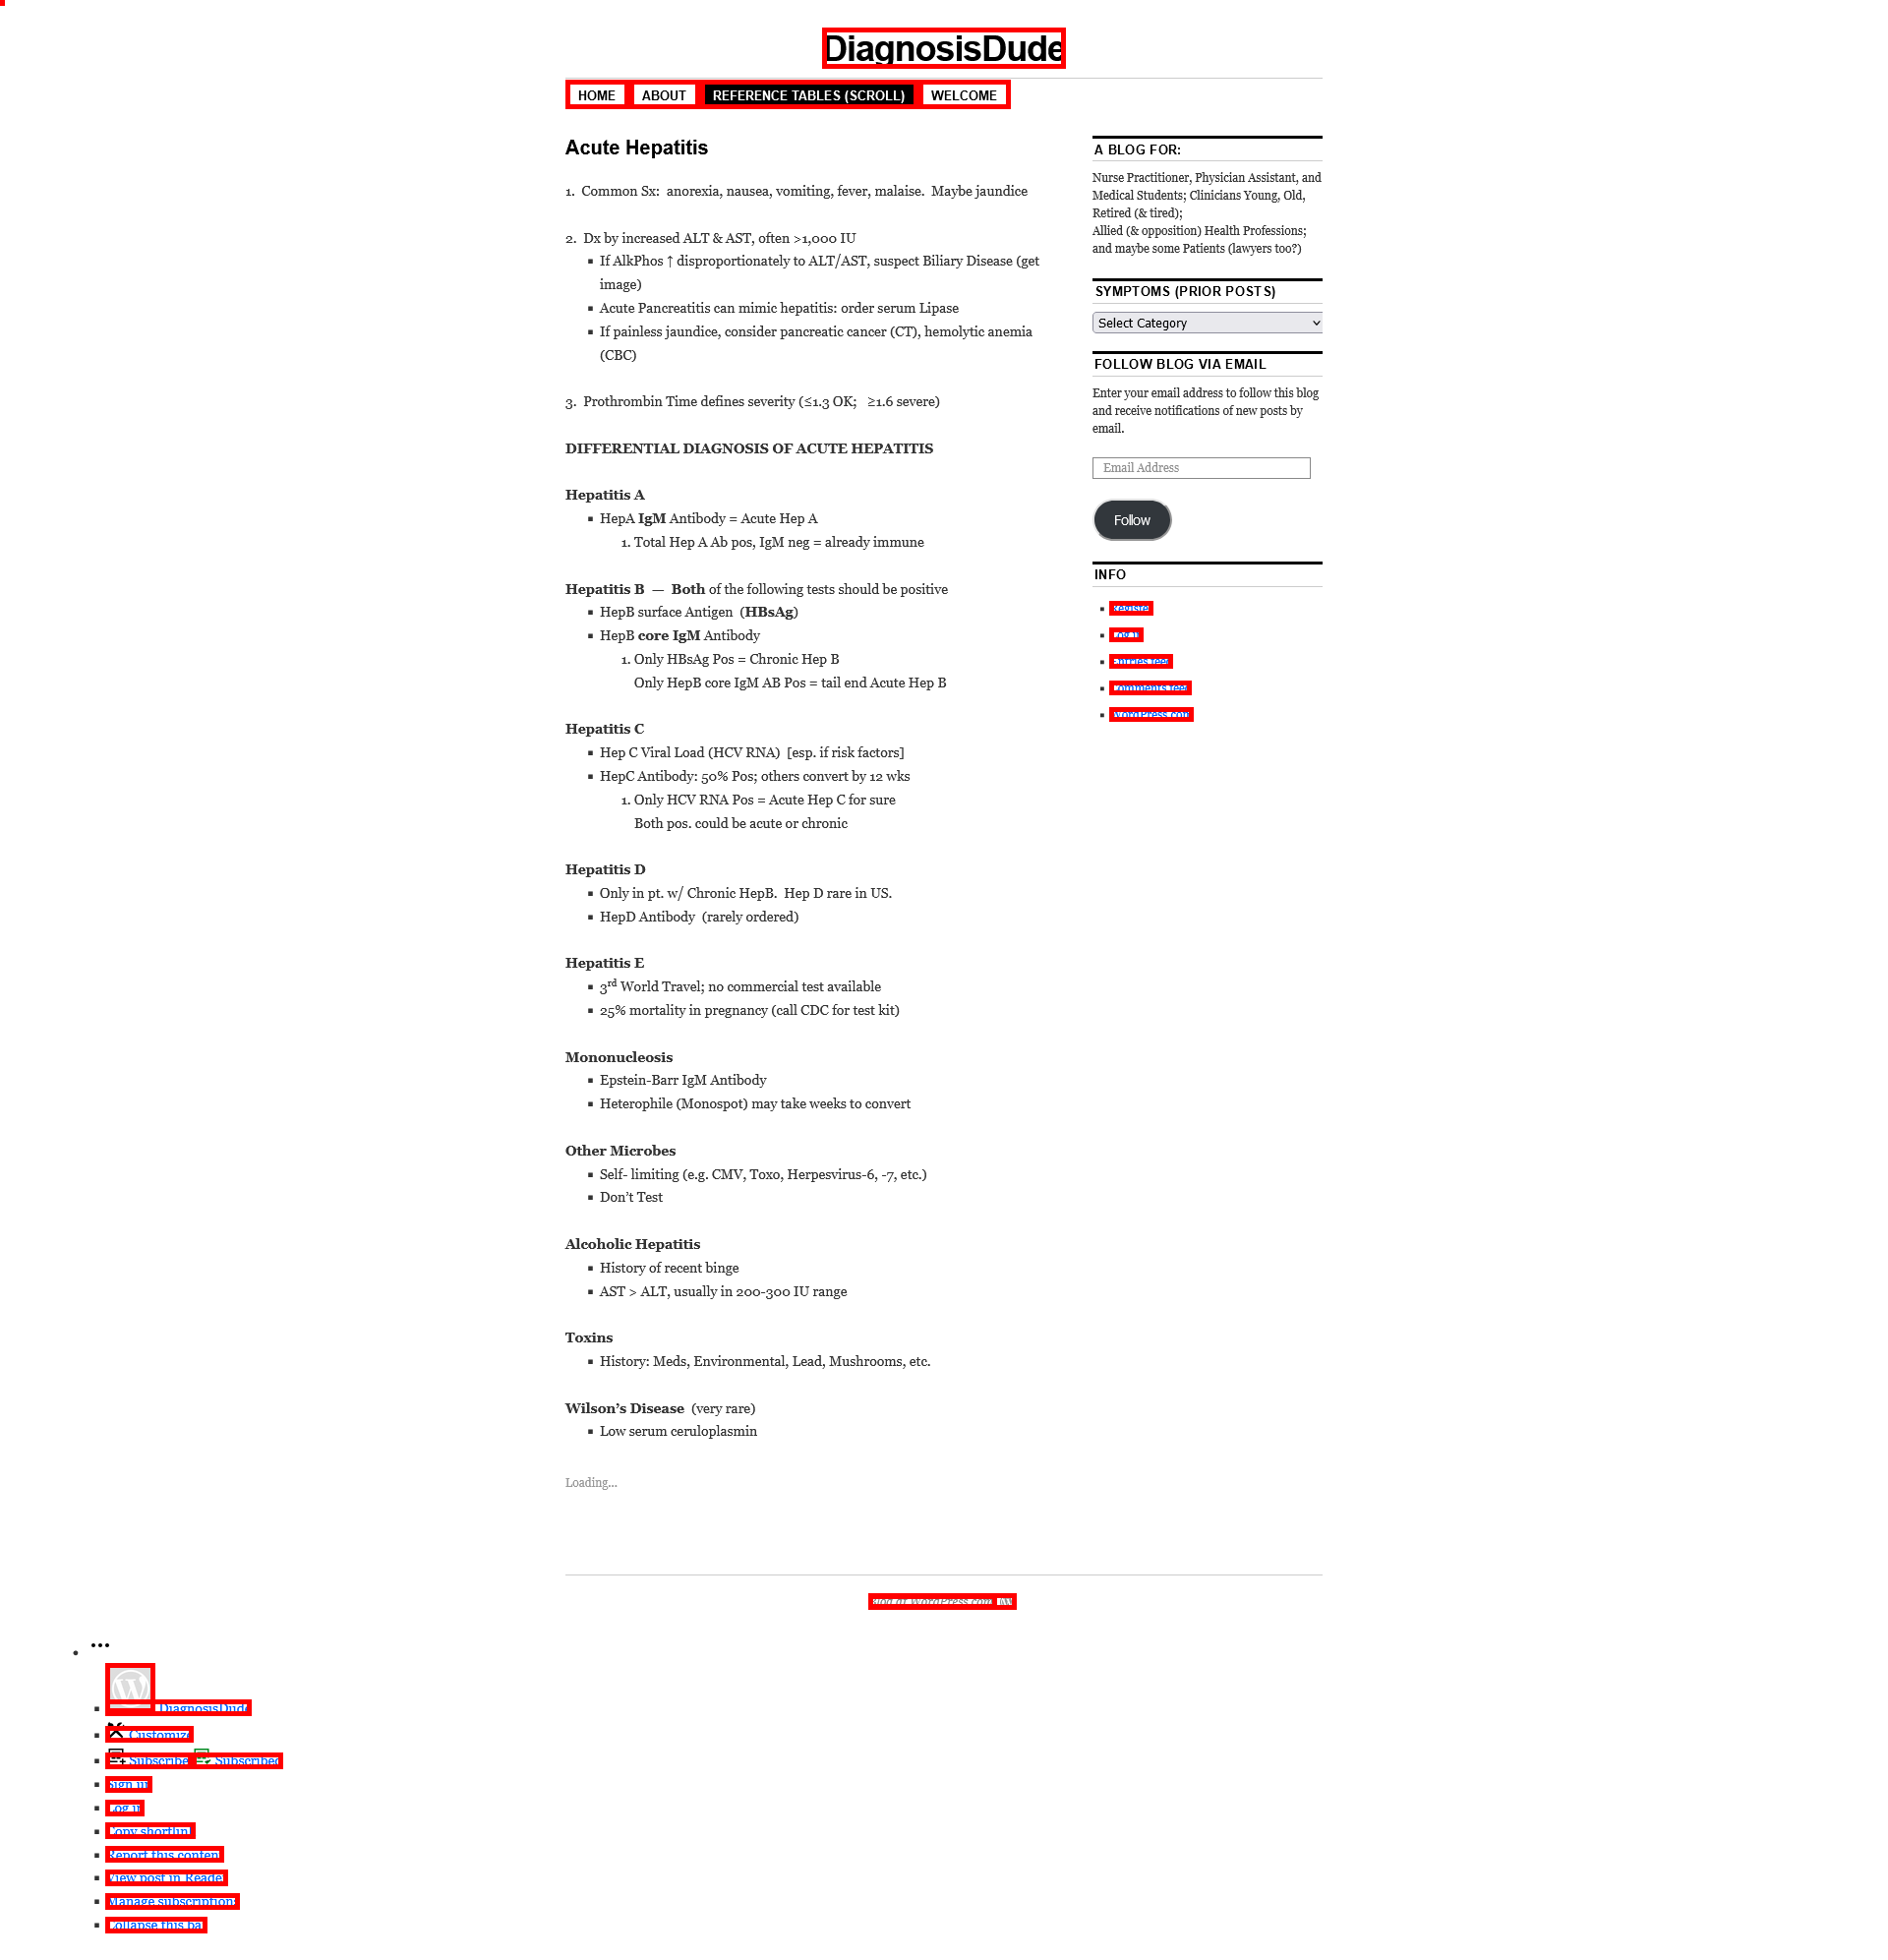 DiagnosisDude
HOME ABOUT REFERENCE TABLES (SCROLL) WELCOME
Acute Hepatitis
1.  Common Sx:  anorexia, nausea, vomiting, fever, malaise.  Maybe jaundice
2.  Dx by increased ALT & AST, often >1,000 IU
▪ If AlkPhos ↑ disproportionately to ALT/AST, suspect Biliary Disease (get
image)
▪ Acute Pancreatitis can mimic hepatitis: order serum Lipase
▪ If painless jaundice, consider pancreatic cancer (CT), hemolytic anemia
(CBC)
3.  Prothrombin Time defines severity (≤1.3 OK;   ≥1.6 severe)
DIFFERENTIAL DIAGNOSIS OF ACUTE HEPATITIS
Hepatitis A
▪ HepA IgM Antibody = Acute Hep A
1. Total Hep A Ab pos, IgM neg = already immune
Hepatitis B  —  Both of the following tests should be positive
▪ HepB surface Antigen  (HBsAg)
▪ HepB core IgM Antibody
1. Only HBsAg Pos = Chronic Hep B
Only HepB core IgM AB Pos = tail end Acute Hep B
Hepatitis C
▪ Hep C Viral Load (HCV RNA)  [esp. if risk factors]
▪ HepC Antibody: 50% Pos; others convert by 12 wks
1. Only HCV RNA Pos = Acute Hep C for sure
Both pos. could be acute or chronic
Hepatitis D
▪ Only in pt. w/ Chronic HepB.  Hep D rare in US.
▪ HepD Antibody  (rarely ordered)
Hepatitis E
▪ 3rd World Travel; no commercial test available
▪ 25% mortality in pregnancy (call CDC for test kit)
Mononucleosis
▪ Epstein-Barr IgM Antibody
▪ Heterophile (Monospot) may take weeks to convert
Other Microbes
▪ Self- limiting (e.g. CMV, Toxo, Herpesvirus-6, -7, etc.)
▪ Don’t Test
Alcoholic Hepatitis
▪ History of recent binge
▪ AST > ALT, usually in 200-300 IU range
Toxins
▪ History: Meds, Environmental, Lead, Mushrooms, etc.
Wilson’s Disease  (very rare)
▪ Low serum ceruloplasmin
Loading...
A BLOG FOR:
Nurse Practitioner, Physician Assistant, and
Medical Students; Clinicians Young, Old,
Retired (& tired);
Allied (& opposition) Health Professions;
and maybe some Patients (lawyers too?)
SYMPTOMS (PRIOR POSTS)
Select Category
FOLLOW BLOG VIA EMAIL
Enter your email address to follow this blog
and receive notifications of new posts by
email.
Email Address
Follow
INFO
▪ Register
▪ Log in
▪ Entries feed
▪ Comments feed
▪ WordPress.com
Blog at WordPress.com.
• •••
▪ DiagnosisDude
▪ Customize
▪ Subscribe Subscribed
▪ Sign up
▪ Log in
▪ Copy shortlink
▪ Report this content
▪ View post in Reader
▪ Manage subscriptions
▪ Collapse this bar